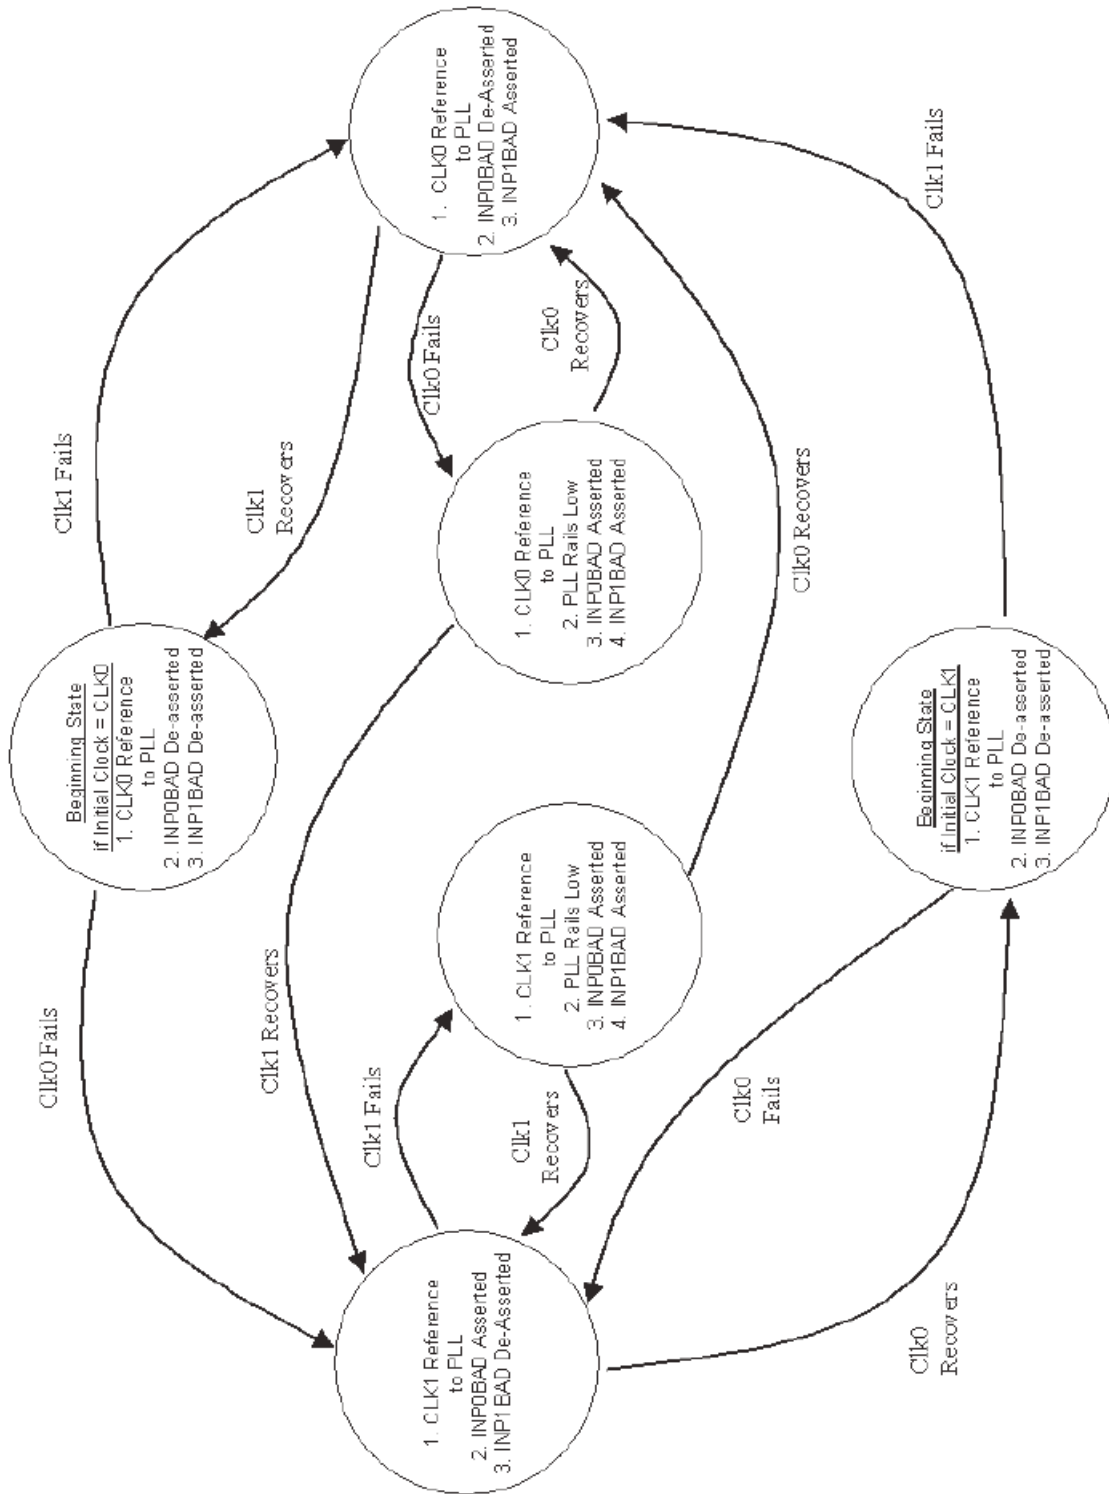 Beginning State
if Initial Clock = CLK0
1. CLK0 Reference
to PLL
2. INP0BAD De-asserted
3. INP1BAD De-asserted
Clk0 Fails
Clk1 Fails
Clk1
Recovers
Clk1 Recovers
1. CLK1 Reference
to PLL
2. INP0BAD Asserted
3. INP1BAD De-Asserted
Clk1 Fails
Clk1
Recovers
1. CLK1 Reference
to PLL
2. PLL Rails Low
3. INP0BAD Asserted
4. INP1BAD Asserted
1. CLK0 Reference
to PLL
2. PLL Rails Low
3. INP0BAD Asserted
4. INP1BAD Asserted
Clk0 Fails
Clk0
Recovers
1. CLK0 Reference
to PLL
2. INP0BAD De-Asserted
3. INP1BAD Asserted
Clk0
Fails
Clk0 Recovers
Clk0
Recovers
Beginning State
if Initial Clock = CLK1
1. CLK1 Reference
to PLL
2. INP0BAD De-asserted
3. INP1BAD De-asserted
Clk1 Fails